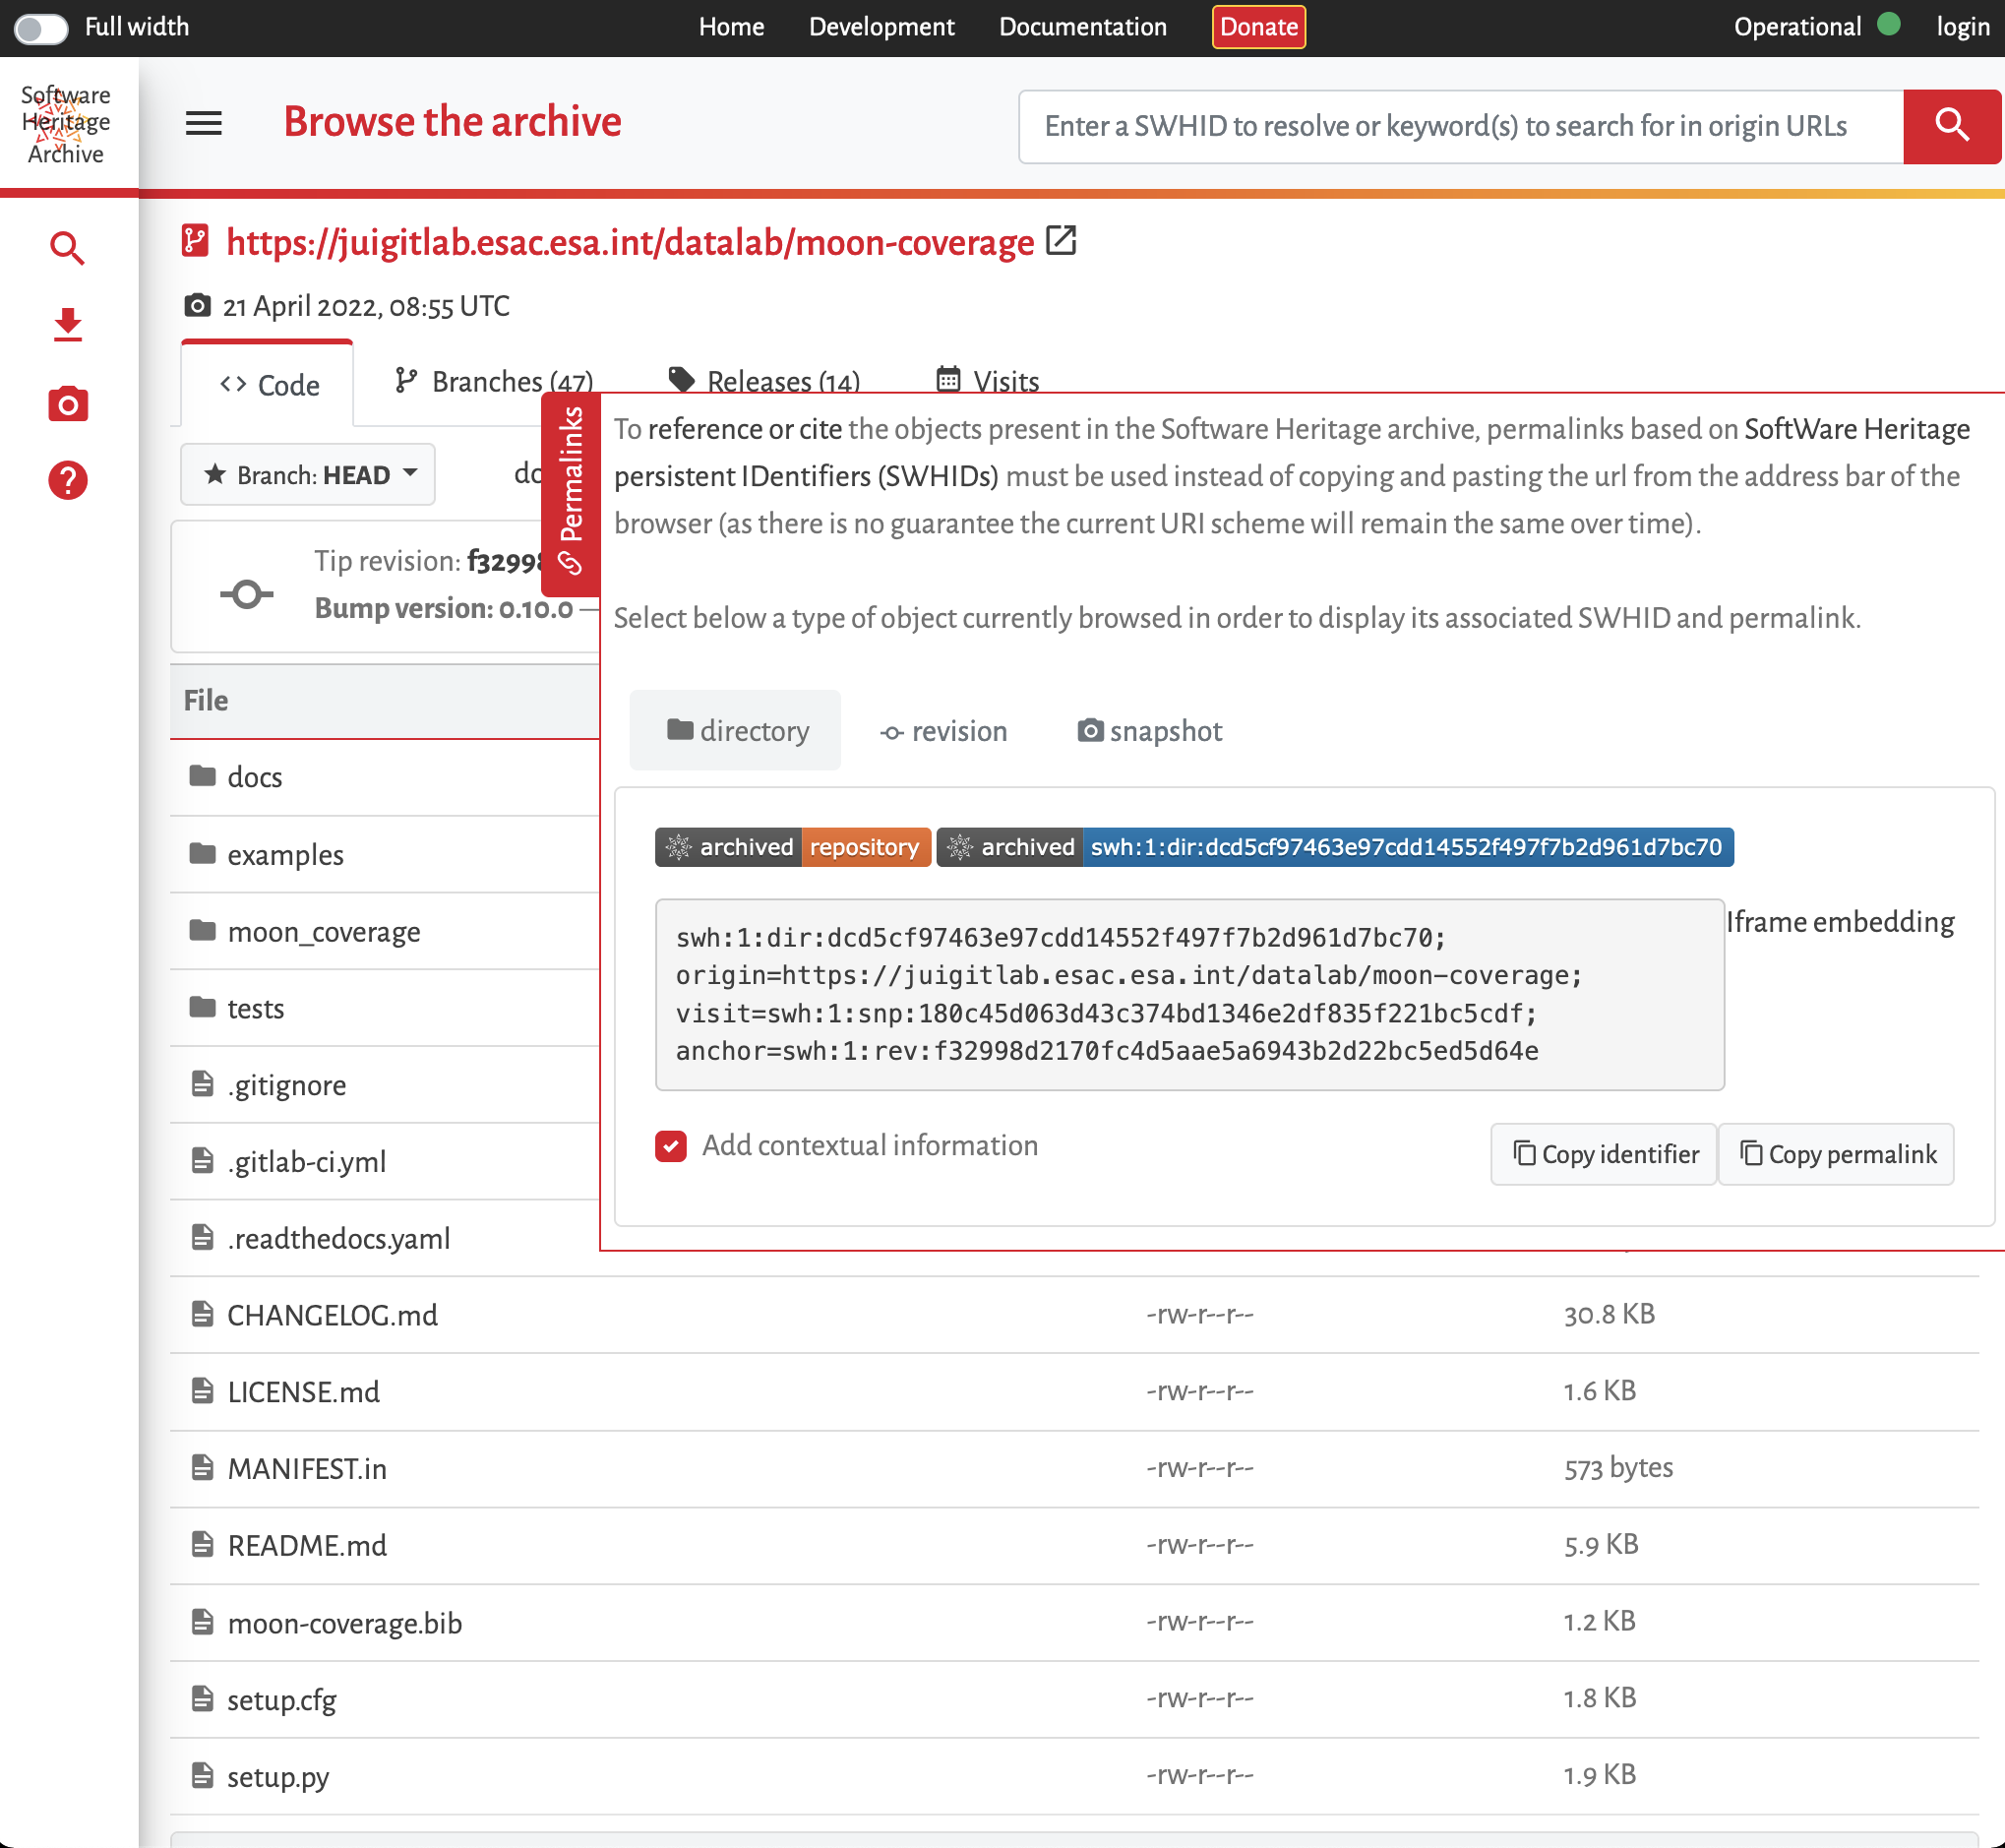 Full width
Home Development Documentation Donate
Operational login
Software
Heritage
Archive
Browse the archive
Enter a SWHID to resolve or keyword(s) to search for in origin URLs
https://juigitlab.esac.esa.int/datalab/moon-coverage
21 April 2022, 08:55 UTC
Code
Branches (47)
Releases (14)
Visits
Branch: HEAD
Permalinks
To reference or cite the objects present in the Software Heritage archive, permalinks based on SoftWare Heritage
persistent IDentifiers (SWHIDs) must be used instead of copying and pasting the url from the address bar of the
browser (as there is no guarantee the current URI scheme will remain the same over time).
Tip revision: f32998
Bump version: 0.10.0 —
Select below a type of object currently browsed in order to display its associated SWHID and permalink.
directory revision snapshot
archived repository archived swh:1:dir:dcd5cf97463e97cdd14552f497f7b2d961d7bc70
swh:1:dir:dcd5cf97463e97cdd14552f497f7b2d961d7bc70;
origin=https://juigitlab.esac.esa.int/datalab/moon-coverage;
visit=swh:1:snp:180c45d063d43c374bd1346e2df835f221bc5cdf;
anchor=swh:1:rev:f32998d2170fc4d5aae5a6943b2d22bc5ed5d64e
Iframe embedding
Add contextual information
Copy identifier
Copy permalink
File
docs
examples
moon_coverage
tests
.gitignore
.gitlab-ci.yml
.readthedocs.yaml
CHANGELOG.md -rw-r--r-- 30.8 KB
LICENSE.md -rw-r--r-- 1.6 KB
MANIFEST.in -rw-r--r-- 573 bytes
README.md -rw-r--r-- 5.9 KB
moon-coverage.bib -rw-r--r-- 1.2 KB
setup.cfg -rw-r--r-- 1.8 KB
setup.py -rw-r--r-- 1.9 KB